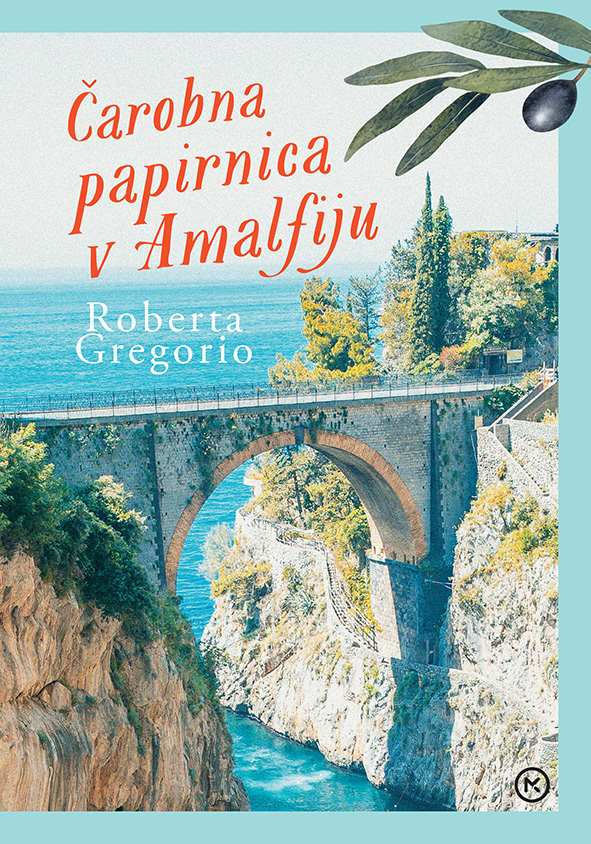 Čarobna
papirnica
v Amalfiju
Roberta
Gregorio